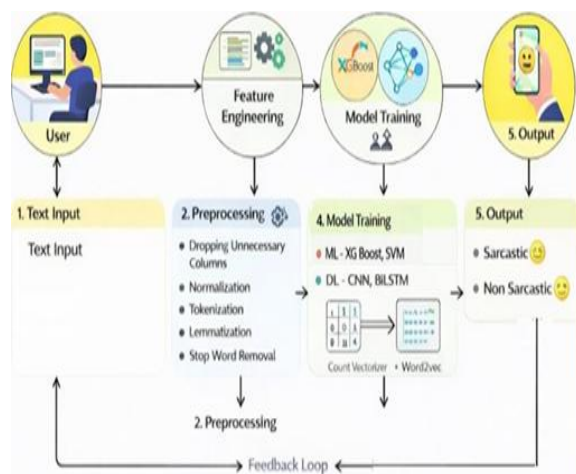 User
XGBoost
Feature
Engineering
Model Training
5. Output
1. Text Input
Text Input
2. Preprocessing
• Dropping Unnecessary
Columns
• Normalization
• Tokenization
• Lemmatization
• Stop Word Removal
4. Model Training
• ML - XG Boost, SVM
• DL - CNN, BiLSTM
Count Vectorizer • Word2vec
5. Output
• Sarcastic
• Non Sarcastic
2. Preprocessing
Feedback Loop